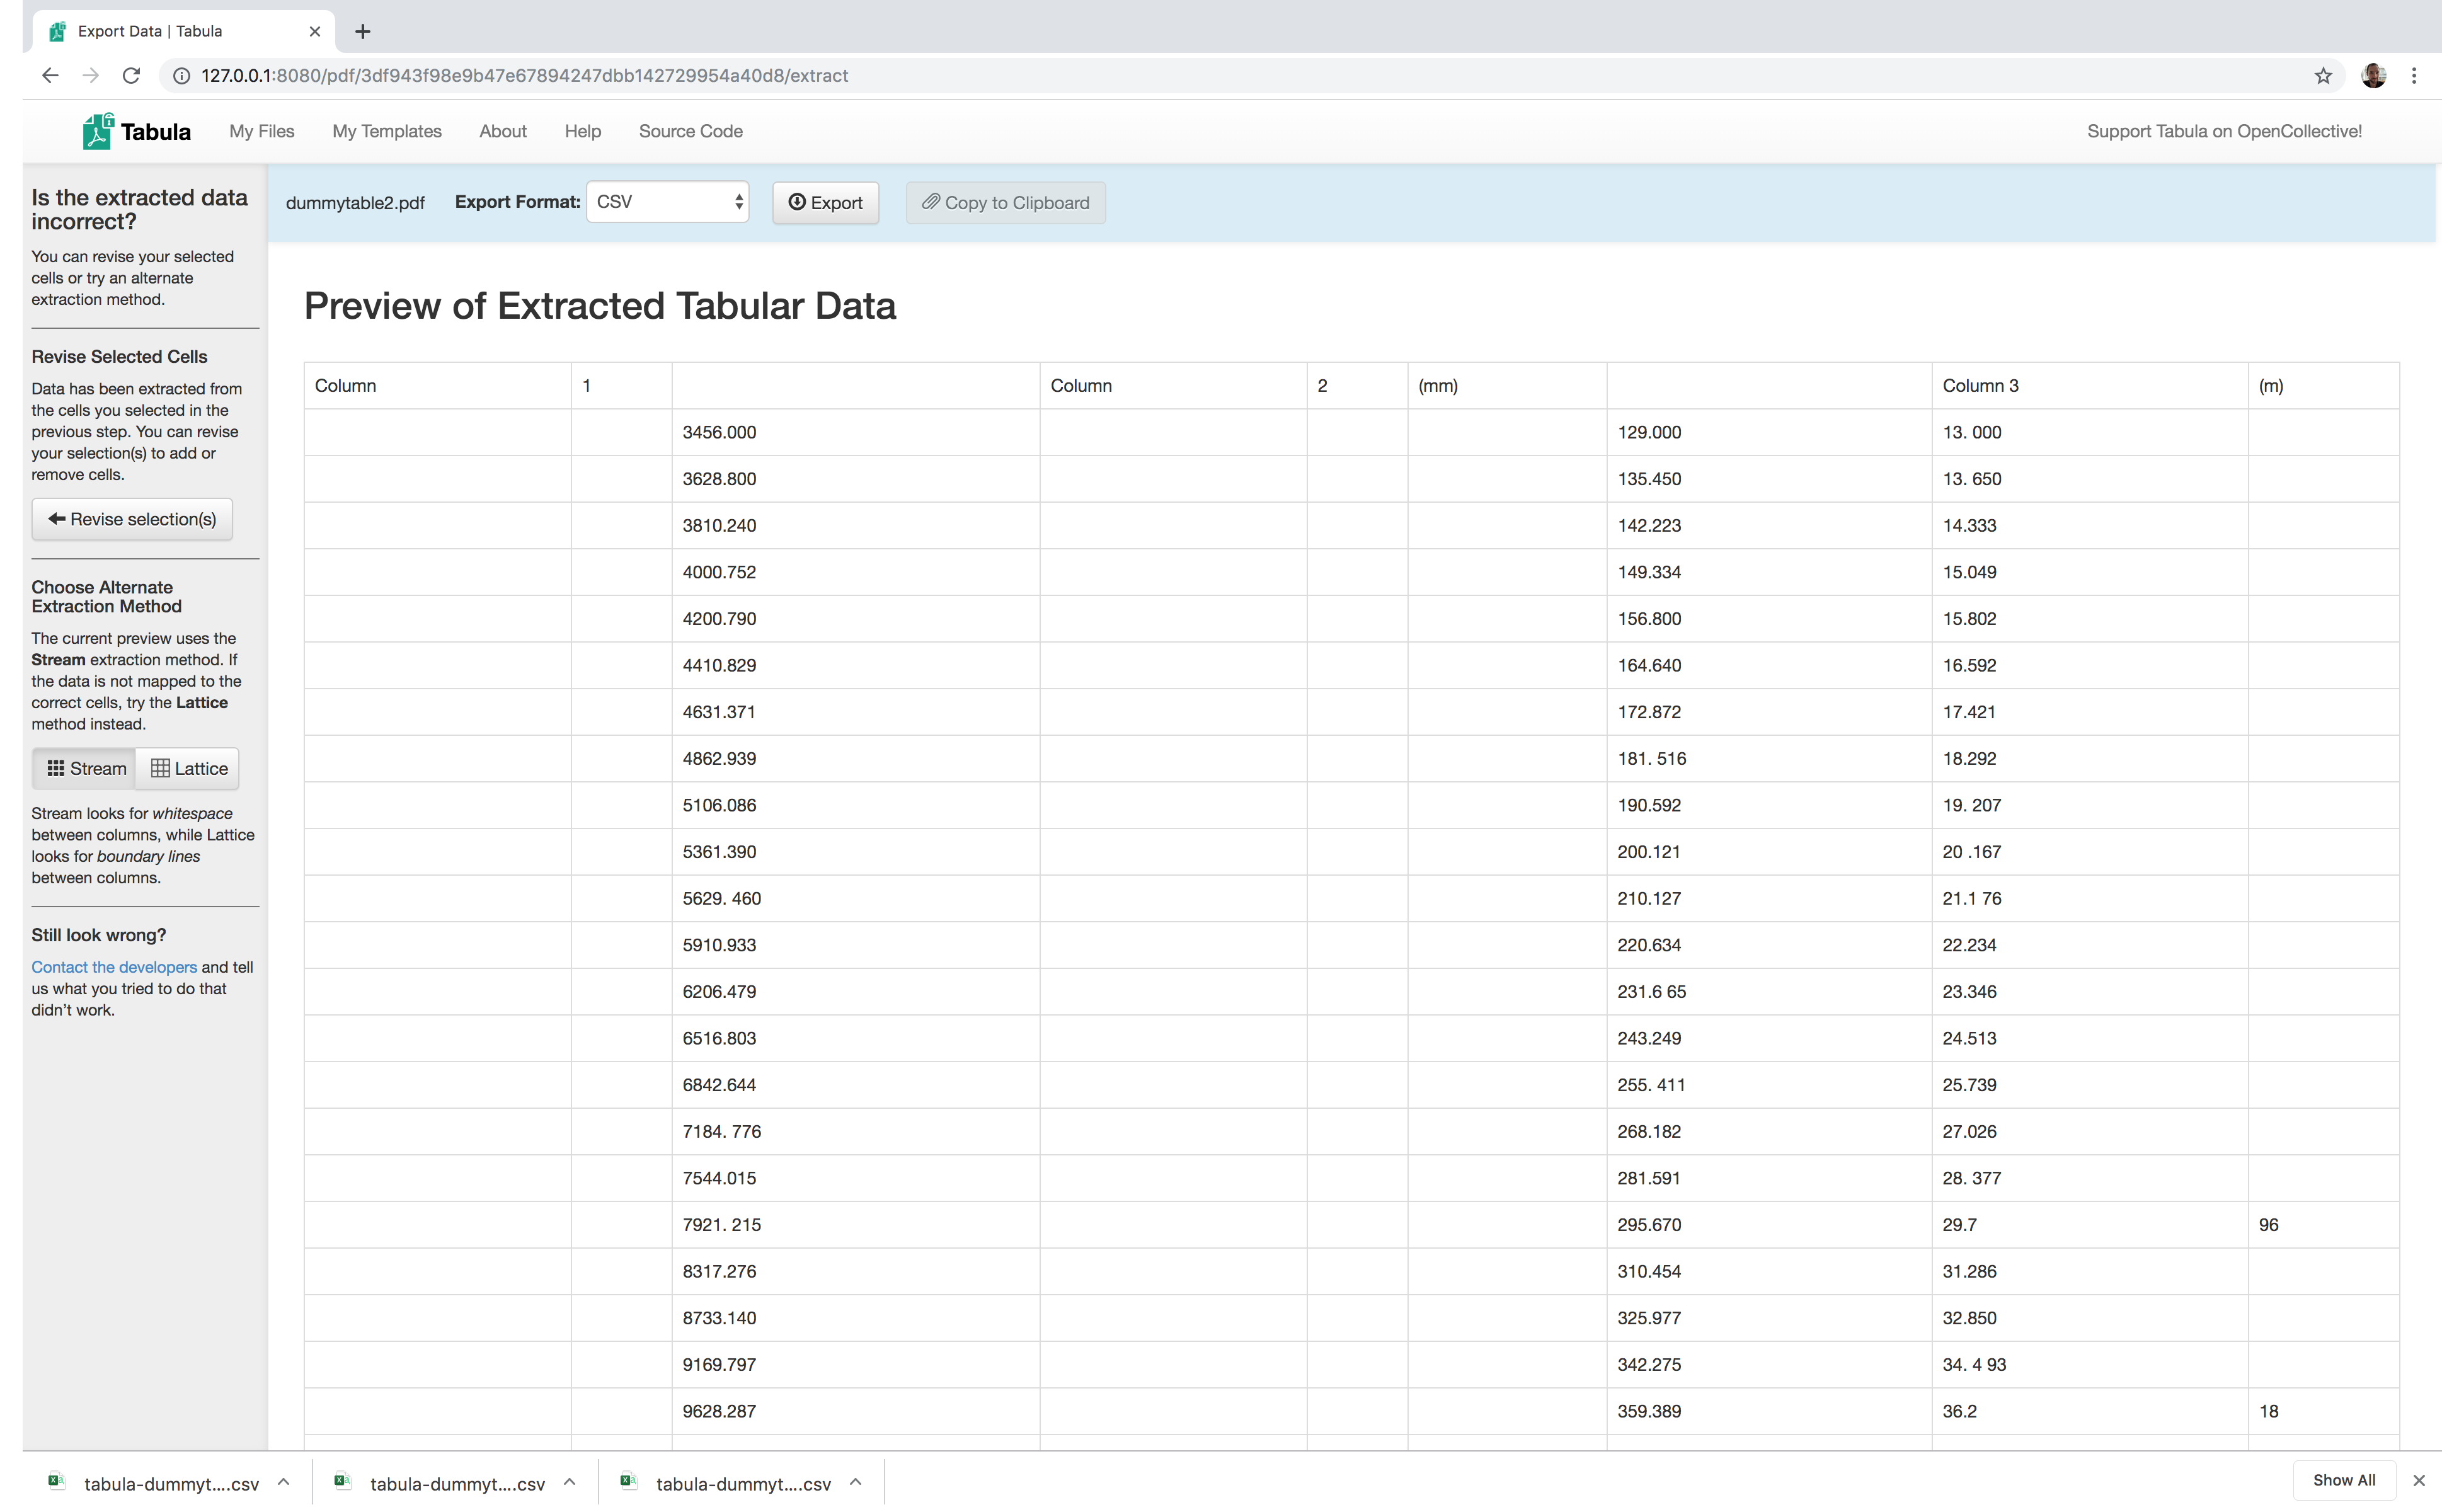 Export Data | Tabula
127.0.0.1:8080/pdf/3df943f98e9b47e67894247dbb142729954a40d8/extract
Tabula My Files My Templates About Help Source Code Support Tabula on OpenCollective!
Is the extracted data
incorrect?
You can revise your selected
cells or try an alternate
extraction method.
Revise Selected Cells
Data has been extracted from
the cells you selected in the
previous step. You can revise
your selection(s) to add or
remove cells.
Revise selection(s)
Choose Alternate
Extraction Method
The current preview uses the
Stream extraction method. If
the data is not mapped to the
correct cells, try the Lattice
method instead.
Stream Lattice
Stream looks for whitespace
between columns, while Lattice
looks for boundary lines
between columns.
Still look wrong?
Contact the developers and tell
us what you tried to do that
didn't work.
dummytable2.pdf Export Format: CSV Export Copy to Clipboard
Preview of Extracted Tabular Data
Column 1 Column 2 (mm) Column 3 (m)
3456.000 129.000 13. 000
3628.800 135.450 13. 650
3810.240 142.223 14.333
4000.752 149.334 15.049
4200.790 156.800 15.802
4410.829 164.640 16.592
4631.371 172.872 17.421
4862.939 181. 516 18.292
5106.086 190.592 19. 207
5361.390 200.121 20 .167
5629. 460 210.127 21.1 76
5910.933 220.634 22.234
6206.479 231.6 65 23.346
6516.803 243.249 24.513
6842.644 255. 411 25.739
7184. 776 268.182 27.026
7544.015 281.591 28. 377
7921. 215 295.670 29.7 96
8317.276 310.454 31.286
8733.140 325.977 32.850
9169.797 342.275 34. 4 93
9628.287 359.389 36.2 18
tabula-dummyt....csv tabula-dummyt....csv tabula-dummyt....csv Show All